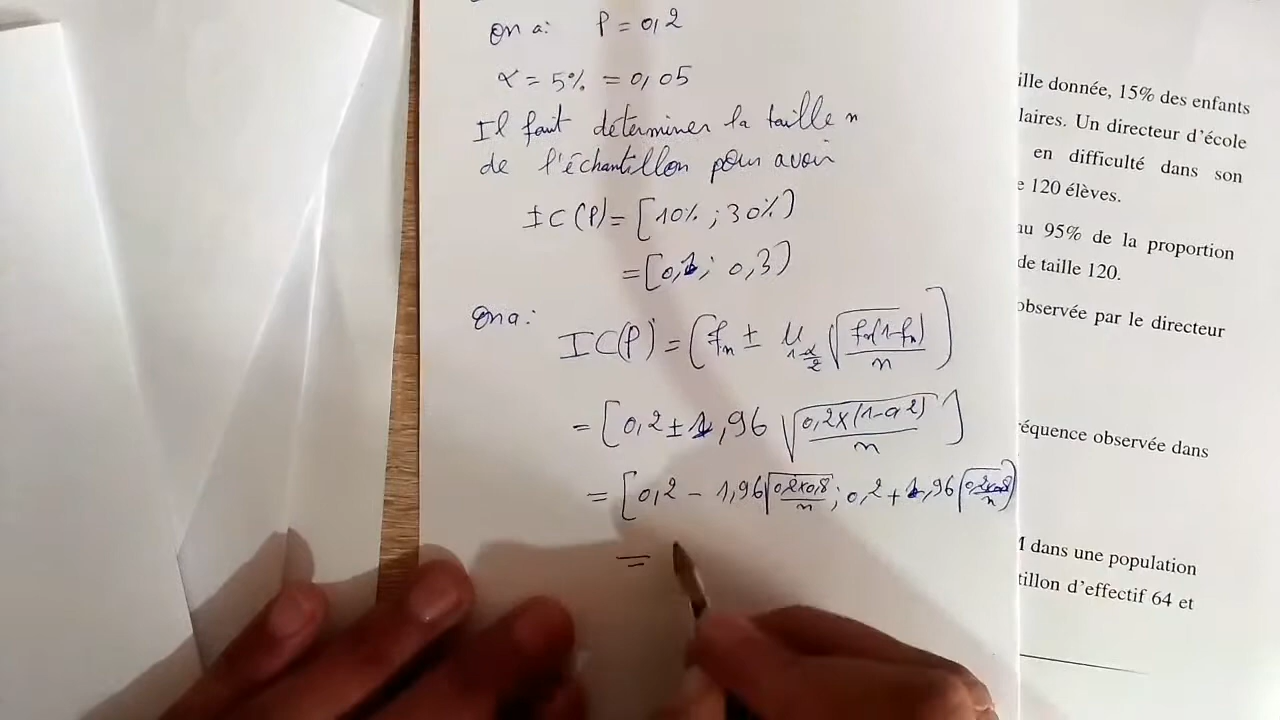 On a: P = 0,2
α = 5% = 0,05
Il faut déterminer la taille n
de l'échantillon pour avoir
IC(P) = [10% ; 30%]
= [0,1 ; 0,3]
On a:
IC(P) = [fn ± u1-α/2 √(fn(1-fn)/n)]
= [0,2 ± 1,96 √(0,2×(1-0,2)/n)]
= [0,2 - 1,96√(0,2×0,8/n) ; 0,2 + 1,96√(0,2×0,8/n)]
=
ille donnée, 15% des enfants
laires. Un directeur d'école
en difficulté dans son
e 120 élèves.
au 95% de la proportion
de taille 120.
observée par le directeur
réquence observée dans
M dans une population
tillon d'effectif 64 et